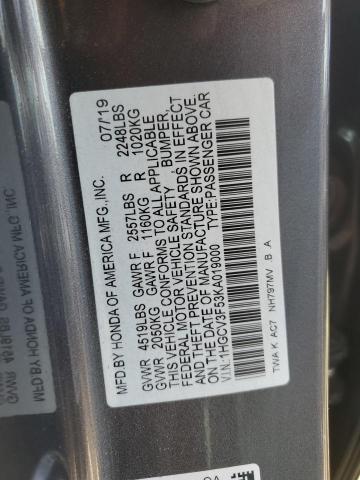 MFD.BY HONDA OF AMERICA MFG.,INC. 07/19
GVWR 4519LBS GAWR F 2557LBS R 2248LBS
GVWR 2050KG GAWR F 1160KG R 1020KG
THIS VEHICLE CONFORMS TO ALL APPLICABLE
FEDERAL MOTOR VEHICLE SAFETY, BUMPER,
AND THEFT PREVENTION STANDARDS IN EFFECT
ON THE DATE OF MANUFACTURE SHOWN ABOVE.
V.I.N.:1HGCV3F53KA019000 TYPE:PASSENGER CAR
TWA K AC7 NH797MV B A